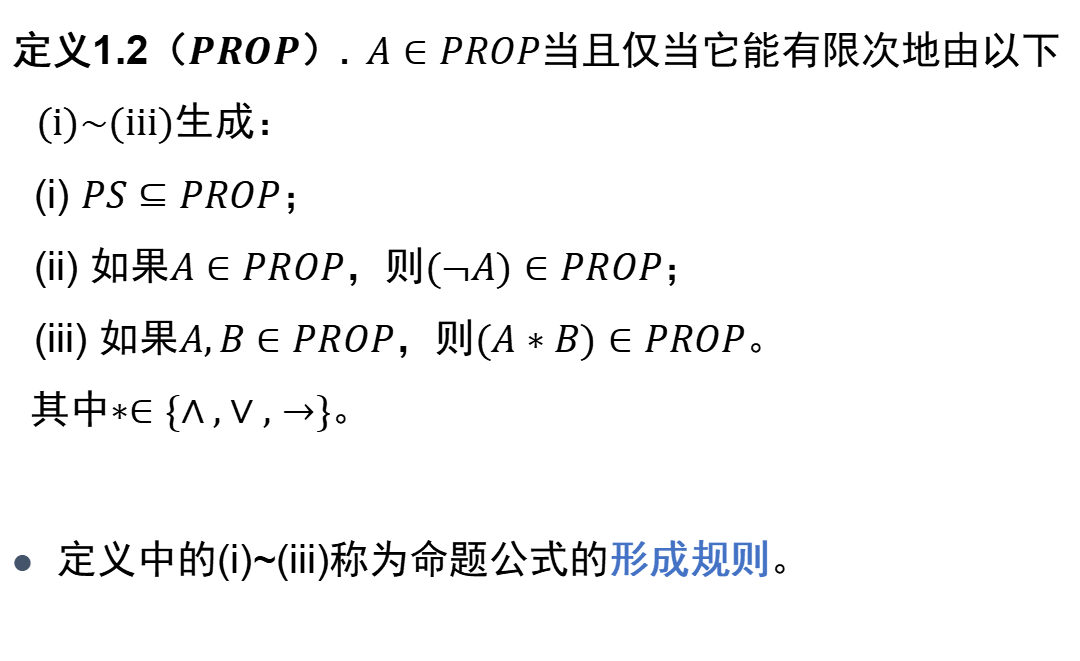 定义1.2（PROP）. A ∈ PROP当且仅当它能有限次地由以下
(i)~(iii)生成：
(i) PS ⊆ PROP；
(ii) 如果A ∈ PROP，则(¬A) ∈ PROP；
(iii) 如果A, B ∈ PROP，则(A ∗ B) ∈ PROP。
其中∗∈ {∧ , ∨ , →}。
● 定义中的(i)~(iii)称为命题公式的形成规则。